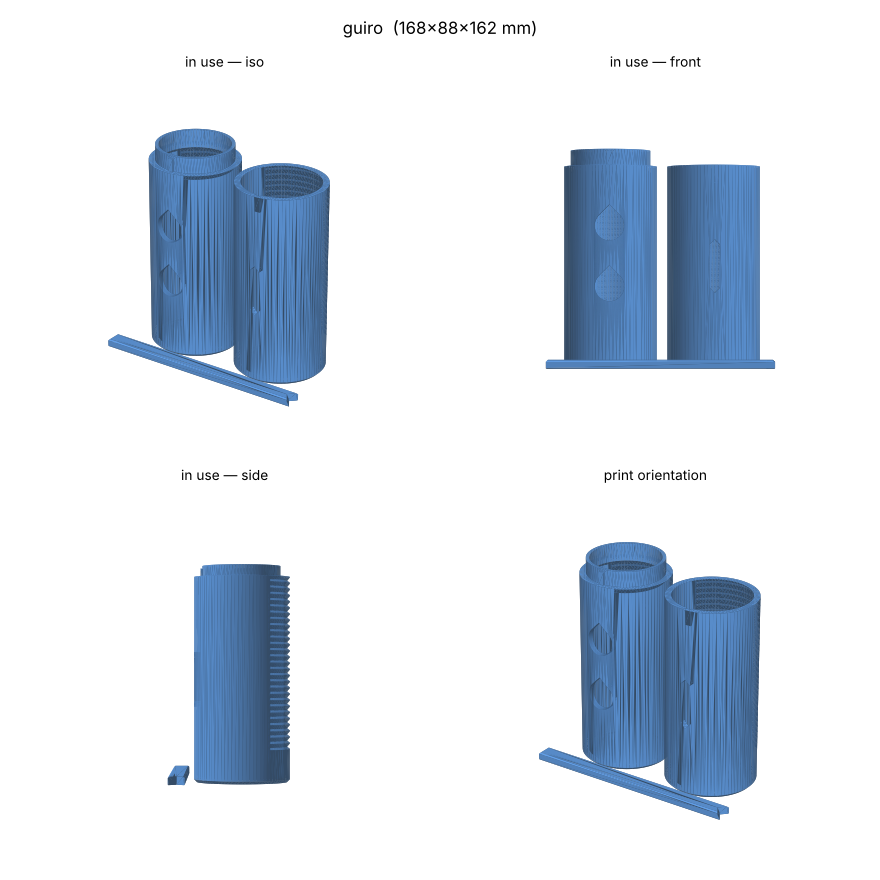 guiro (168×88×162 mm)
in use — iso
in use — front
in use — side
print orientation